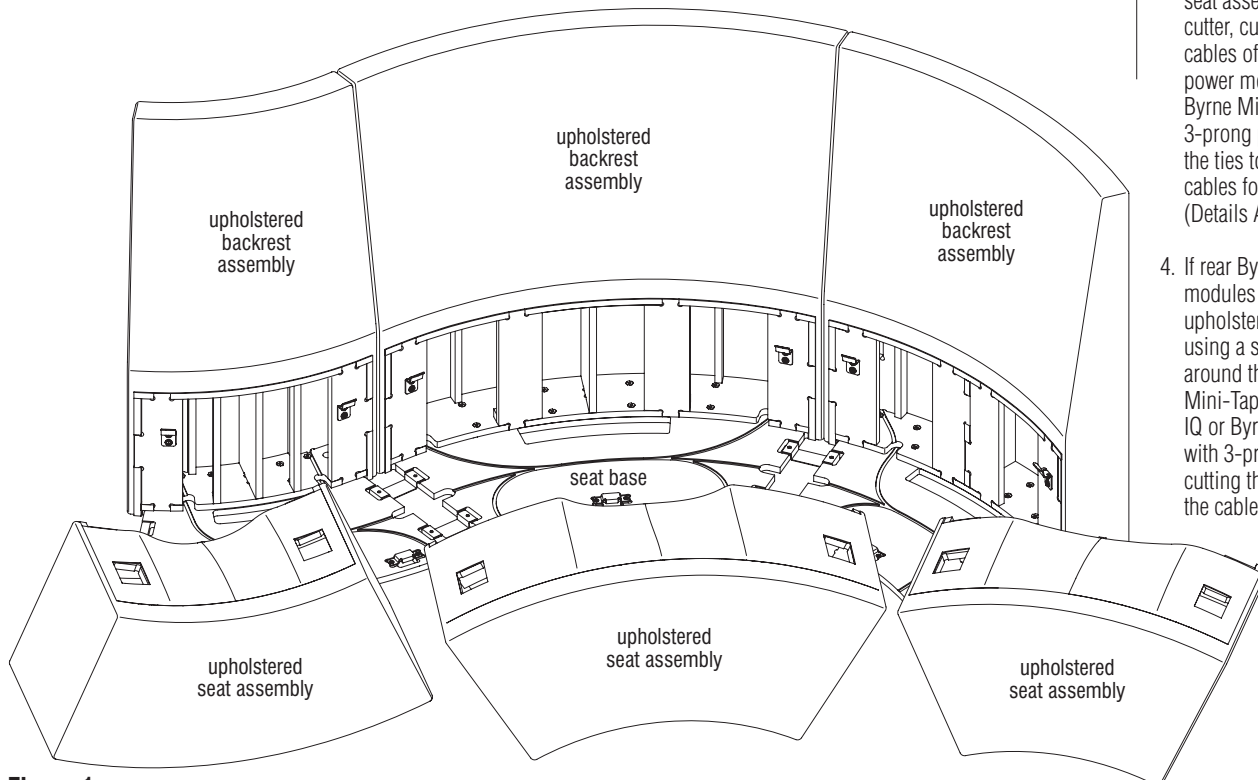 upholstered
backrest
assembly
upholstered
backrest
assembly
upholstered
backrest
assembly
seat base
upholstered
seat assembly
upholstered
seat assembly
upholstered
seat assembly
seat asse
cutter, cu
cables of
power mo
Byrne Mi
3-prong
the ties to
cables fo
(Details A
4. If rear By
modules
upholster
using a s
around th
Mini-Tap
IQ or Byr
with 3-pr
cutting th
the cable